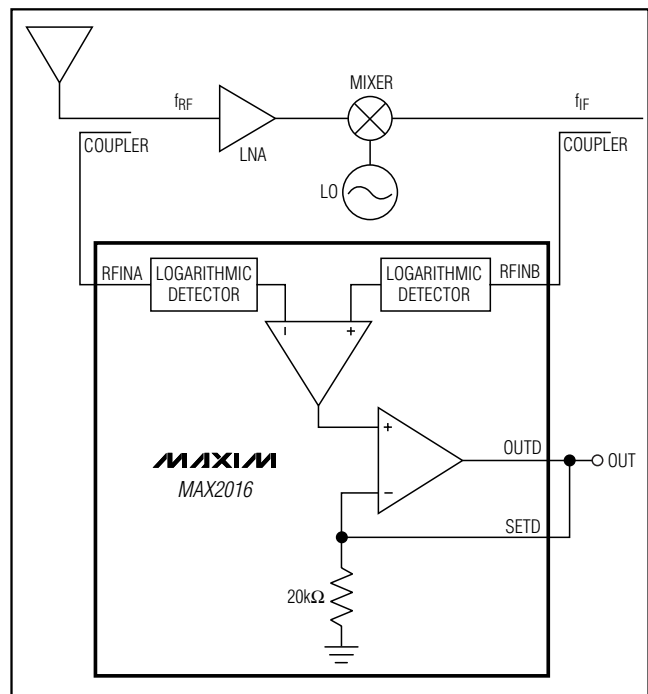 MIXER
fRF
fIF
COUPLER
LNA
COUPLER
LO
RFINA
LOGARITHMIC DETECTOR
LOGARITHMIC DETECTOR
RFINB
− +
+
OUTD
OUT
MAXIM
MAX2016
−
SETD
20kΩ